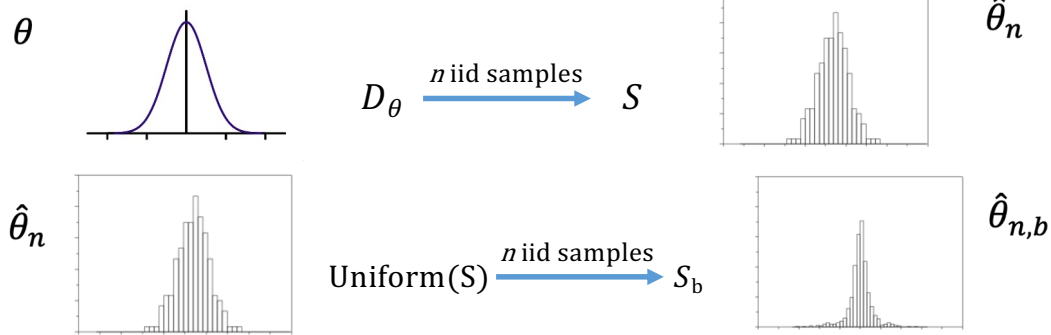 θ
n iid samples
D_θ → S
θ̂_n
θ̂_n
n iid samples
Uniform(S) → S_b
θ̂_{n,b}